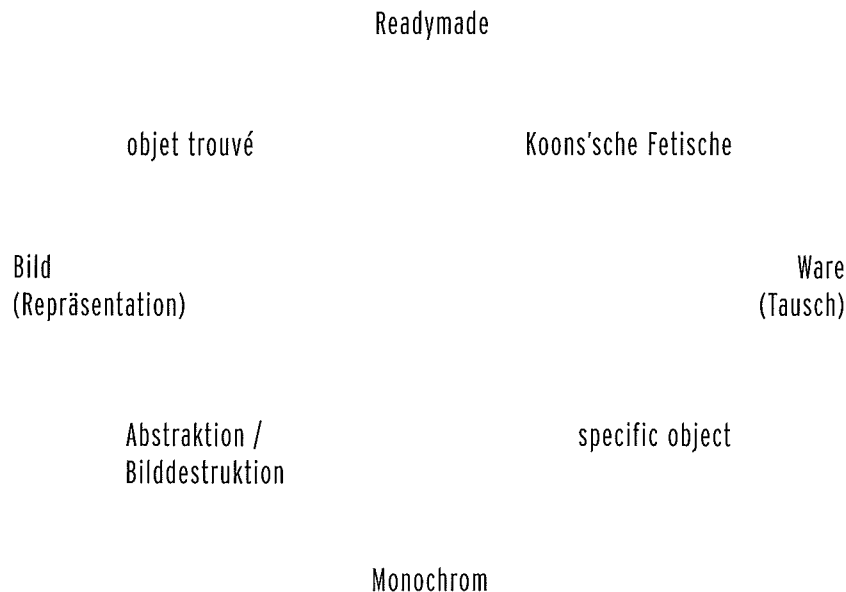 Readymade
objet trouvé
Koons'sche Fetische
Bild
(Repräsentation)
Ware
(Tausch)
Abstraktion /
Bilddestruktion
specific object
Monochrom